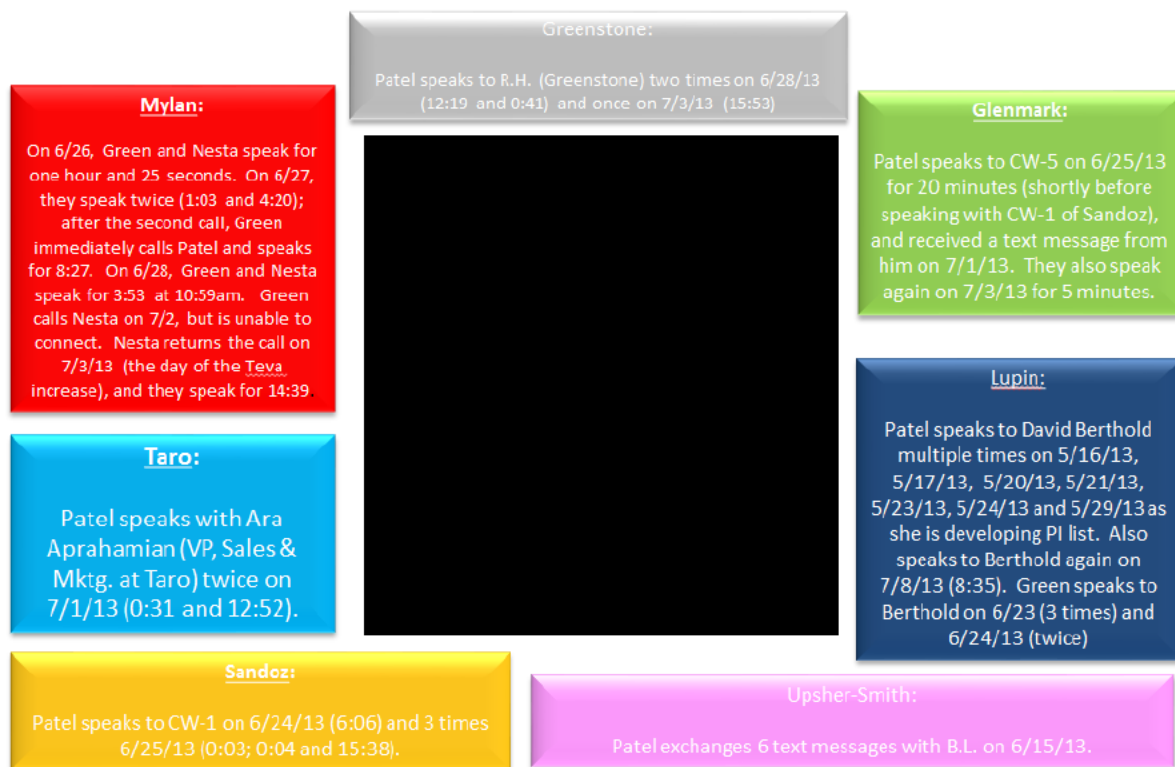 Greenstone:
Patel speaks to R.H. (Greenstone) two times on 6/28/13
(12:19 and 0:41) and once on 7/3/13 (15:53)
Mylan:
On 6/26, Green and Nesta speak for
one hour and 25 seconds. On 6/27,
they speak twice (1:03 and 4:20);
after the second call, Green
immediately calls Patel and speaks
for 8:27. On 6/28, Green and Nesta
speak for 3:53 at 10:59am. Green
calls Nesta on 7/2, but is unable to
connect. Nesta returns the call on
7/3/13 (the day of the Teva
increase), and they speak for 14:39.
Glenmark:
Patel speaks to CW-5 on 6/25/13
for 20 minutes (shortly before
speaking with CW-1 of Sandoz),
and received a text message from
him on 7/1/13. They also speak
again on 7/3/13 for 5 minutes.
Taro:
Patel speaks with Ara
Aprahamian (VP, Sales &
Mktg. at Taro) twice on
7/1/13 (0:31 and 12:52).
Lupin:
Patel speaks to David Berthold
multiple times on 5/16/13,
5/17/13, 5/20/13, 5/21/13,
5/23/13, 5/24/13 and 5/29/13 as
she is developing PI list. Also
speaks to Berthold again on
7/8/13 (8:35). Green speaks to
Berthold on 6/23 (3 times) and
6/24/13 (twice)
Sandoz:
Patel speaks to CW-1 on 6/24/13 (6:06) and 3 times
6/25/13 (0:03; 0:04 and 15:38).
Upsher-Smith:
Patel exchanges 6 text messages with B.L. on 6/15/13.